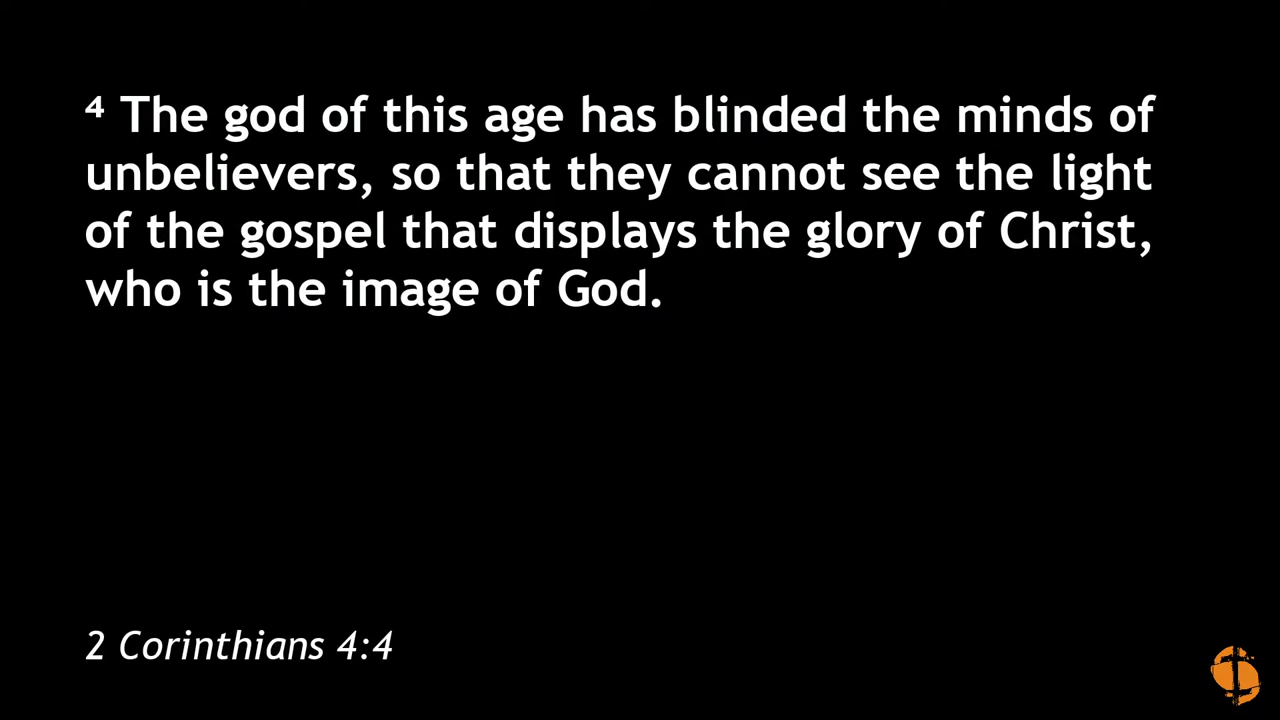 ⁴ The god of this age has blinded the minds of
unbelievers, so that they cannot see the light
of the gospel that displays the glory of Christ,
who is the image of God.
2 Corinthians 4:4